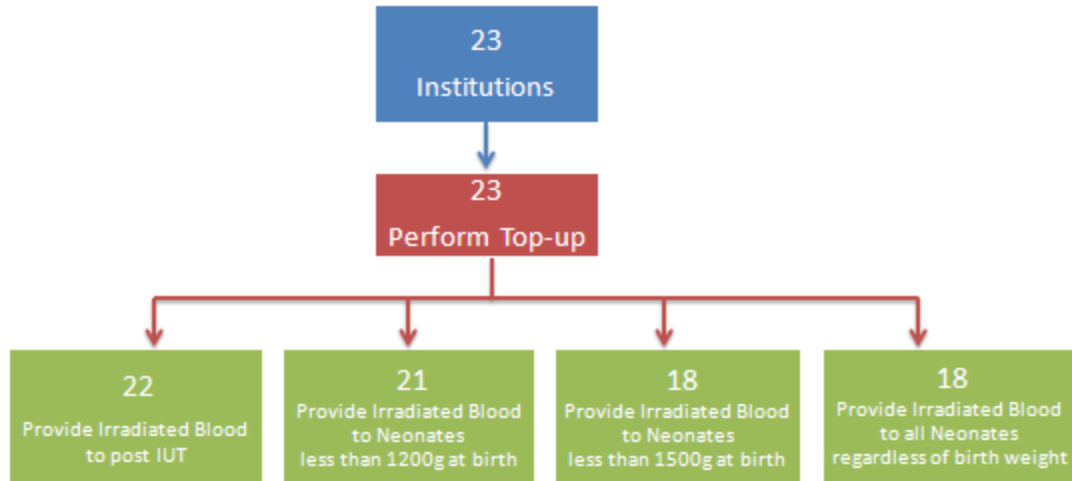 23
Institutions
23
Perform Top-up
22
Provide Irradiated Blood
to post IUT
21
Provide Irradiated Blood
to Neonates
less than 1200g at birth
18
Provide Irradiated Blood
to Neonates
less than 1500g at birth
18
Provide Irradiated Blood
to all Neonates
regardless of birth weight